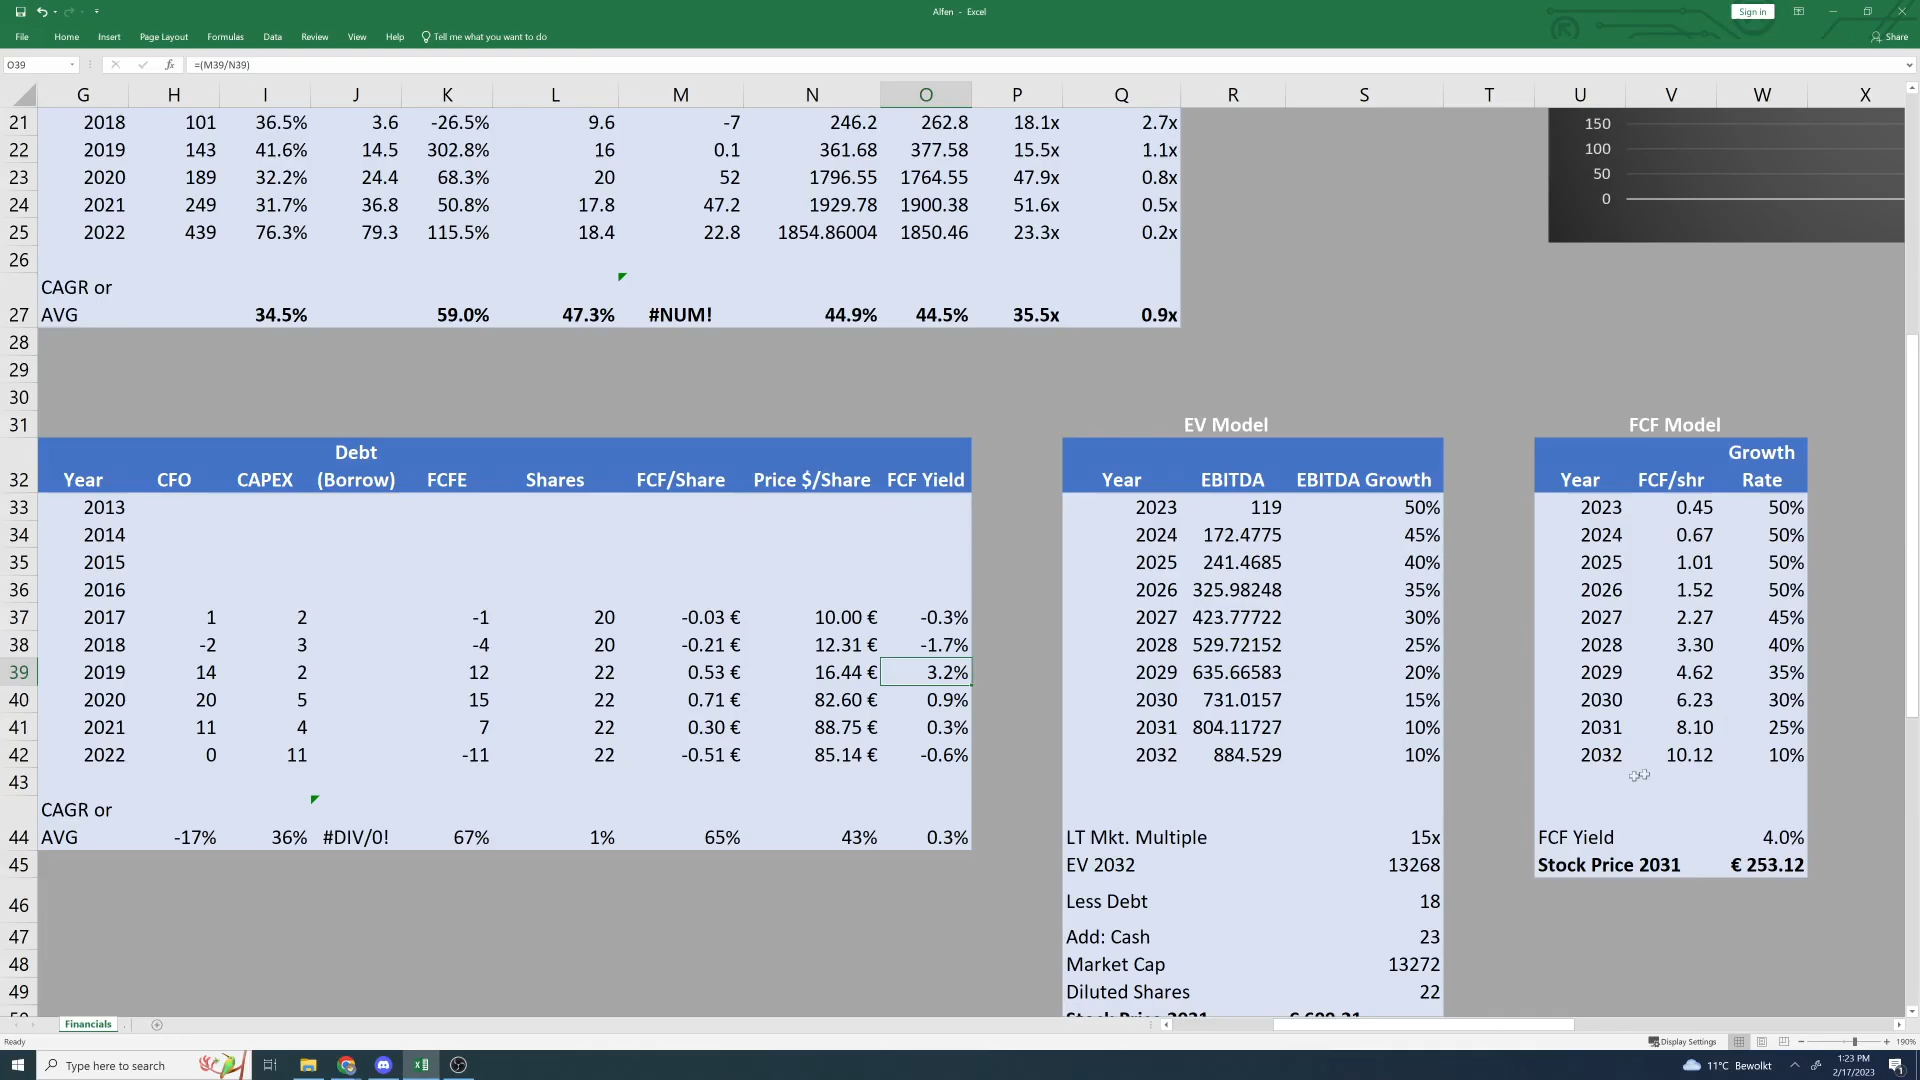 Alfen - Excel
Sign in
File Home Insert Page Layout Formulas Data Review View Help Tell me what you want to do
Share
O39 fx =(M39/N39)
G H I J K L M N O P Q R S T U V W X
21 2018 101 36.5% 3.6 -26.5% 9.6 -7 246.2 262.8 18.1x 2.7x 150
22 2019 143 41.6% 14.5 302.8% 16 0.1 361.68 377.58 15.5x 1.1x 100
23 2020 189 32.2% 24.4 68.3% 20 52 1796.55 1764.55 47.9x 0.8x 50
24 2021 249 31.7% 36.8 50.8% 17.8 47.2 1929.78 1900.38 51.6x 0.5x 0
25 2022 439 76.3% 79.3 115.5% 18.4 22.8 1854.86004 1850.46 23.3x 0.2x
26
CAGR or
27 AVG 34.5% 59.0% 47.3% #NUM! 44.9% 44.5% 35.5x 0.9x
28
29
30
31 EV Model FCF Model
Debt Growth
32 Year CFO CAPEX (Borrow) FCFE Shares FCF/Share Price $/Share FCF Yield Year EBITDA EBITDA Growth Year FCF/shr Rate
33 2013 2023 119 50% 2023 0.45 50%
34 2014 2024 172.4775 45% 2024 0.67 50%
35 2015 2025 241.4685 40% 2025 1.01 50%
36 2016 2026 325.98248 35% 2026 1.52 50%
37 2017 1 2 -1 20 -0.03 € 10.00 € -0.3% 2027 423.77722 30% 2027 2.27 45%
38 2018 -2 3 -4 20 -0.21 € 12.31 € -1.7% 2028 529.72152 25% 2028 3.30 40%
39 2019 14 2 12 22 0.53 € 16.44 € 3.2% 2029 635.66583 20% 2029 4.62 35%
40 2020 20 5 15 22 0.71 € 82.60 € 0.9% 2030 731.0157 15% 2030 6.23 30%
41 2021 11 4 7 22 0.30 € 88.75 € 0.3% 2031 804.11727 10% 2031 8.10 25%
42 2022 0 11 -11 22 -0.51 € 85.14 € -0.6% 2032 884.529 10% 2032 10.12 10%
43
CAGR or
44 AVG -17% 36% #DIV/0! 67% 1% 65% 43% 0.3% LT Mkt. Multiple 15x FCF Yield 4.0%
45 EV 2032 13268 Stock Price 2031 € 253.12
46 Less Debt 18
47 Add: Cash 23
48 Market Cap 13272
49 Diluted Shares 22
Financials
Ready Display Settings 190%
Type here to search 11°C Bewolkt 1:23 PM
2/17/2023